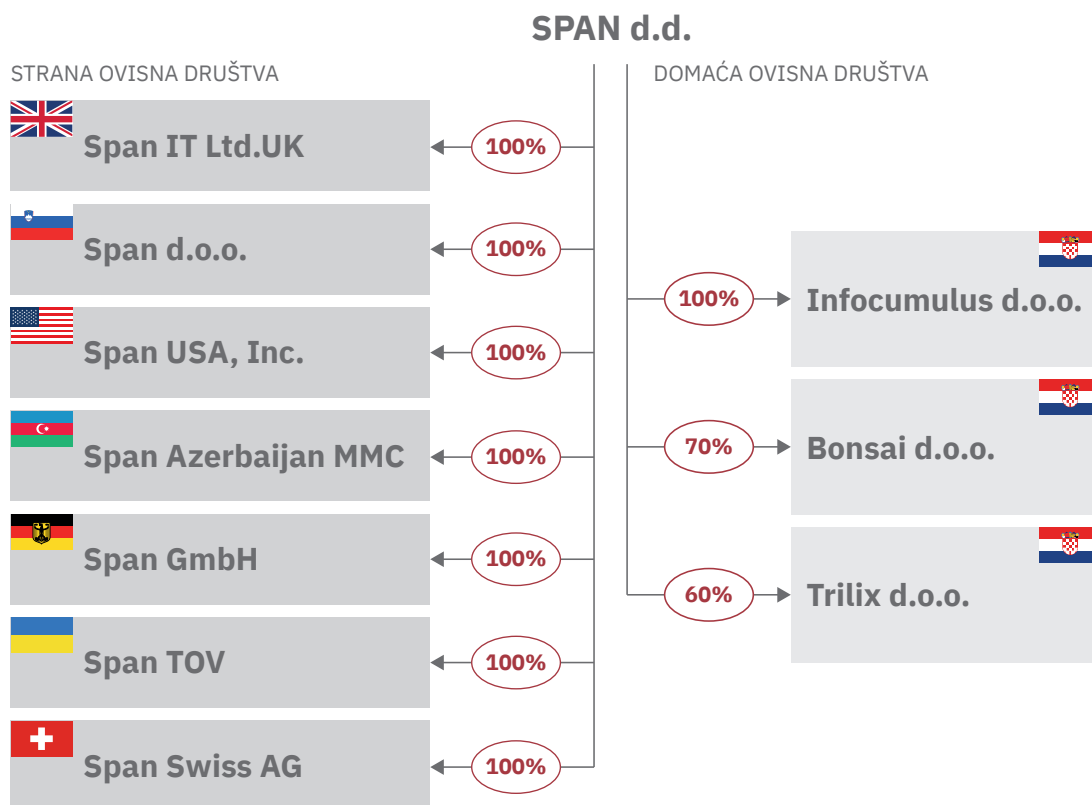 SPAN d.d.
STRANA OVISNA DRUŠTVA
Span IT Ltd.UK
100%
Span d.o.o.
100%
Span USA, Inc.
100%
Span Azerbaijan MMC
100%
Span GmbH
100%
Span TOV
100%
Span Swiss AG
100%
DOMAĆA OVISNA DRUŠTVA
100%
Infocumulus d.o.o.
70%
Bonsai d.o.o.
60%
Trilix d.o.o.